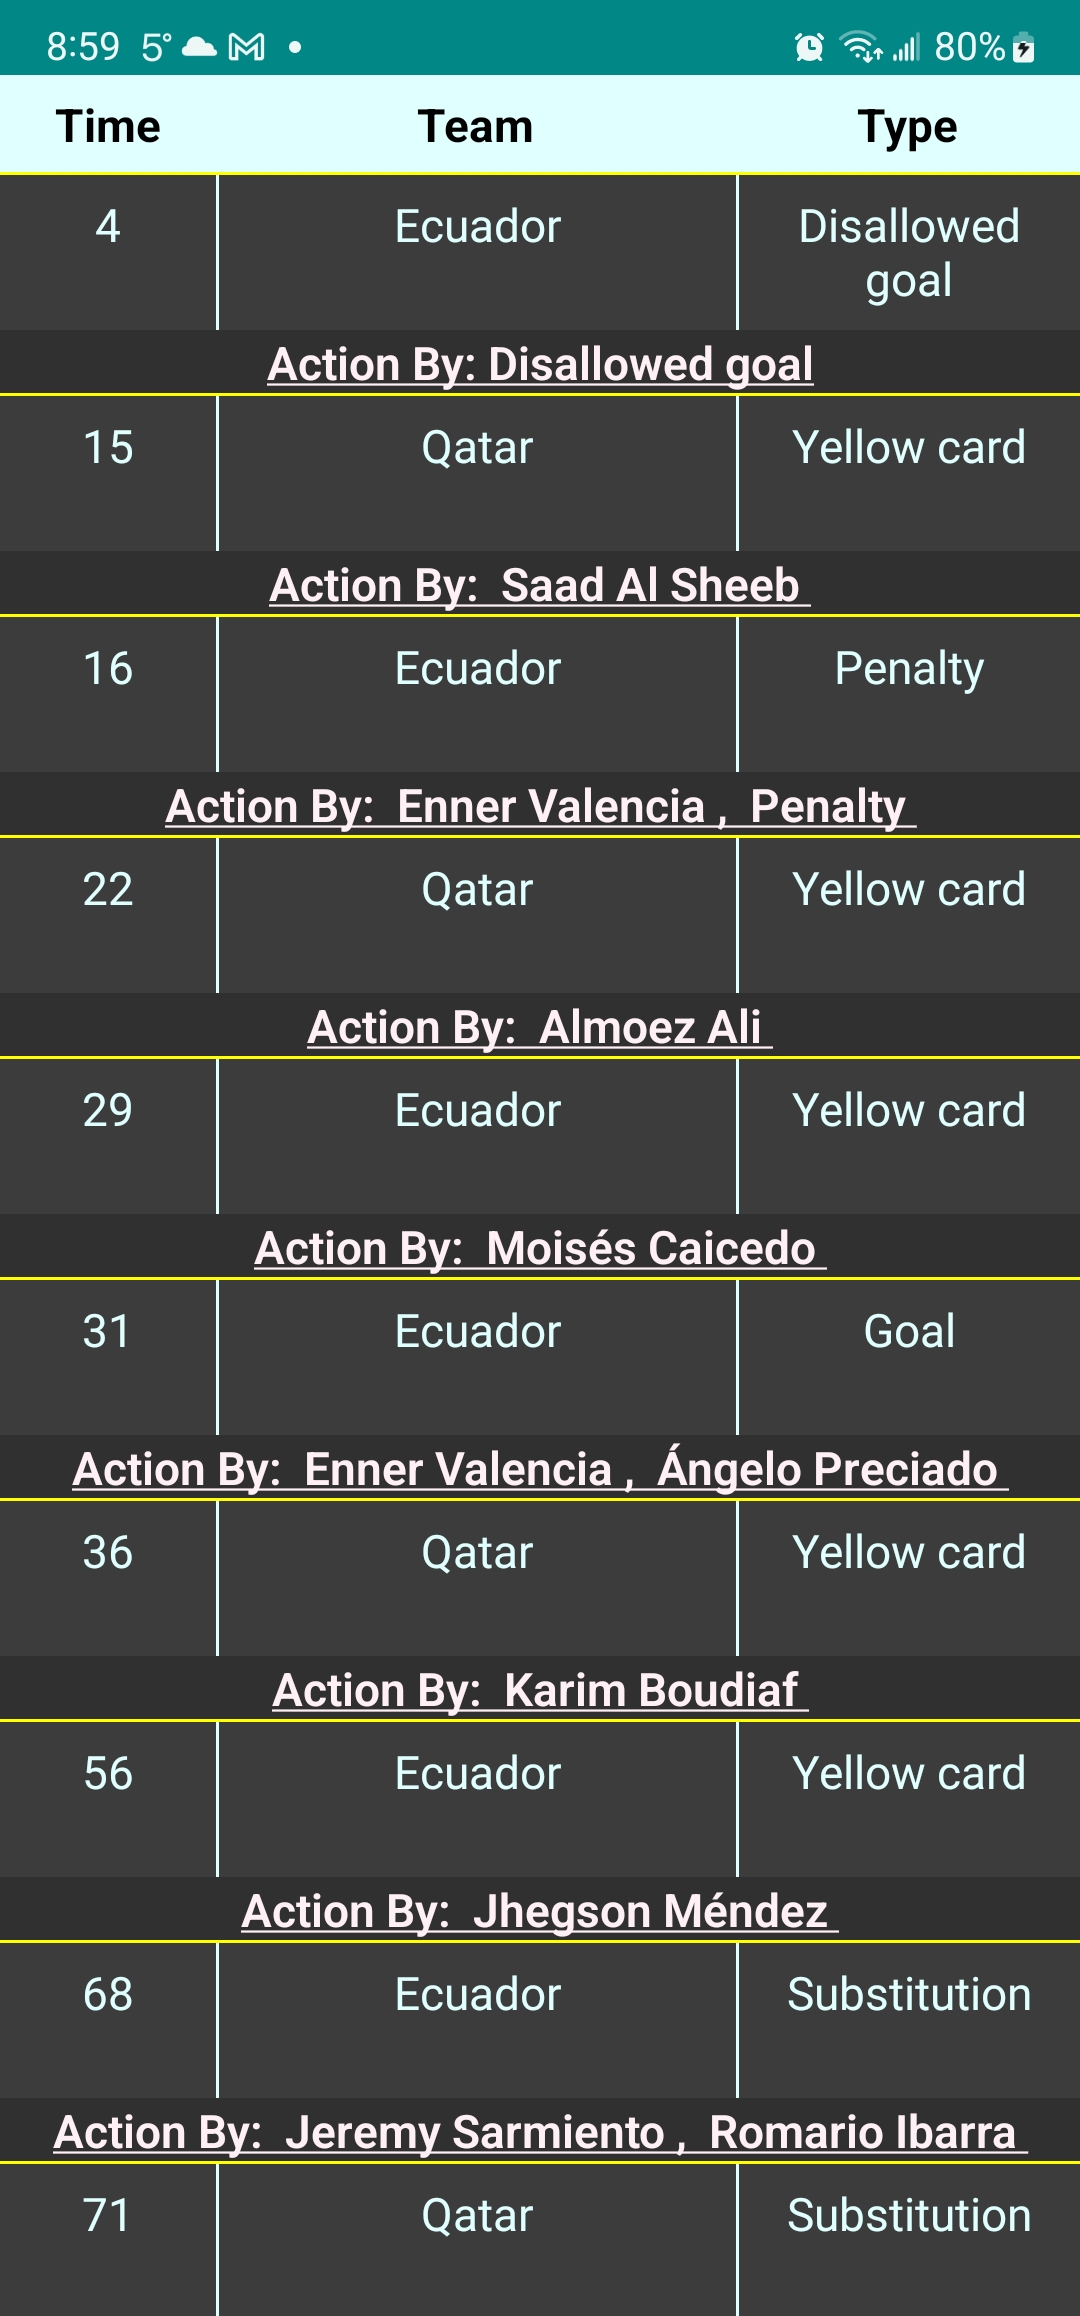 8:59 5° 80%
Time Team Type
4 Ecuador Disallowed
goal
Action By: Disallowed goal
15 Qatar Yellow card
Action By: Saad Al Sheeb
16 Ecuador Penalty
Action By: Enner Valencia , Penalty
22 Qatar Yellow card
Action By: Almoez Ali
29 Ecuador Yellow card
Action By: Moisés Caicedo
31 Ecuador Goal
Action By: Enner Valencia , Ángelo Preciado
36 Qatar Yellow card
Action By: Karim Boudiaf
56 Ecuador Yellow card
Action By: Jhegson Méndez
68 Ecuador Substitution
Action By: Jeremy Sarmiento , Romario Ibarra
71 Qatar Substitution